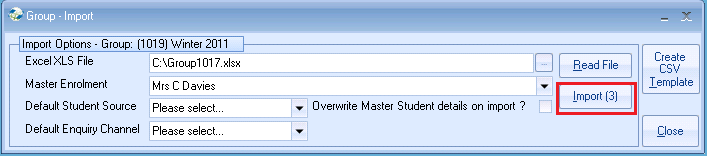 Group - Import
Import Options - Group: (1019) Winter 2011
Excel XLS File C:\Group1017.xlsx ... Read File
Master Enrolment Mrs C Davies Import (3)
Default Student Source Please select... Overwrite Master Student details on import ?
Default Enquiry Channel Please select...
Create
CSV
Template
Close